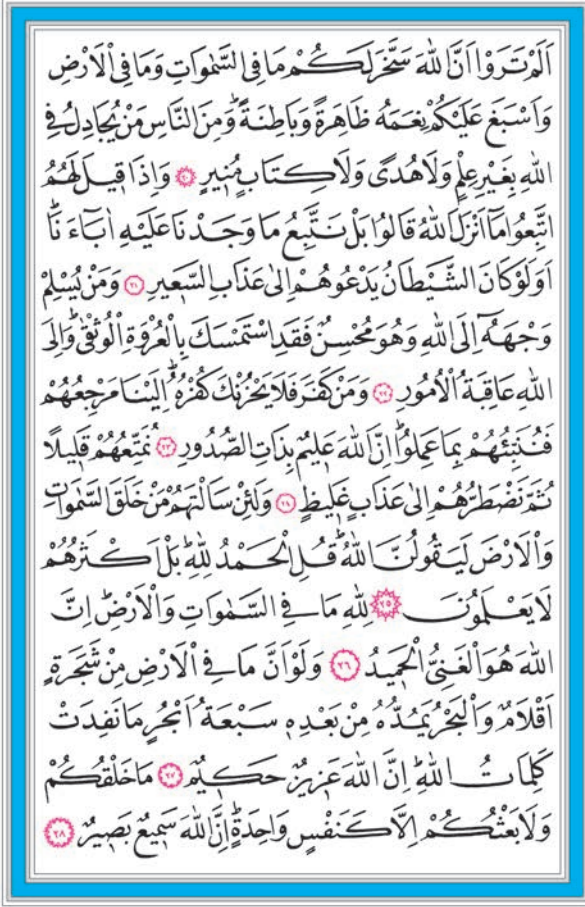 اَلَمْ تَرَوْا اَنَّ اللّٰهَ سَخَّرَ لَكُمْ مَا فِي السَّمٰوَاتِ وَمَا فِي الْاَرْضِ
وَاَسْبَغَ عَلَيْكُمْ نِعَمَهُ ظَاهِرَةً وَبَاطِنَةًۜ وَمِنَ النَّاسِ مَنْ يُجَادِلُ فِي
اللّٰهِ بِغَيْرِ عِلْمٍ وَلَا هُدًى وَلَا كِتَابٍ مُنِيرٍ ﴿٢٠﴾ وَاِذَا قِيلَ لَهُمُ
اتَّبِعُوا مَٓا اَنْزَلَ اللّٰهُ قَالُوا بَلْ نَتَّبِعُ مَا وَجَدْنَا عَلَيْهِ اٰبَٓاءَنَاۜ
اَوَلَوْ كَانَ الشَّيْطَانُ يَدْعُوهُمْ اِلٰى عَذَابِ السَّعِيرِ ﴿٢١﴾ وَمَنْ يُسْلِمْ
وَجْهَهُٓ اِلَى اللّٰهِ وَهُوَ مُحْسِنٌ فَقَدِ اسْتَمْسَكَ بِالْعُرْوَةِ الْوُثْقٰىۜ وَاِلَى
اللّٰهِ عَاقِبَةُ الْاُمُورِ ﴿٢٢﴾ وَمَنْ كَفَرَ فَلَا يَحْزُنْكَ كُفْرُهُۜ اِلَيْنَا مَرْجِعُهُمْ
فَنُنَبِّئُهُمْ بِمَا عَمِلُواۜ اِنَّ اللّٰهَ عَلِيمٌ بِذَاتِ الصُّدُورِ ﴿٢٣﴾ نُمَتِّعُهُمْ قَلِيلًا
ثُمَّ نَضْطَرُّهُمْ اِلٰى عَذَابٍ غَلِيظٍ ﴿٢٤﴾ وَلَئِنْ سَاَلْتَهُمْ مَنْ خَلَقَ السَّمٰوَاتِ
وَالْاَرْضَ لَيَقُولُنَّ اللّٰهُۜ قُلِ الْحَمْدُ لِلّٰهِۜ بَلْ اَكْثَرُهُمْ
لَا يَعْلَمُونَ ﴿٢٥﴾ لِلّٰهِ مَا فِي السَّمٰوَاتِ وَالْاَرْضِۜ اِنَّ
اللّٰهَ هُوَ الْغَنِيُّ الْحَمِيدُ ﴿٢٦﴾ وَلَوْ اَنَّ مَا فِي الْاَرْضِ مِنْ شَجَرَةٍ
اَقْلَامٌ وَالْبَحْرُ يَمُدُّهُ مِنْ بَعْدِهِ سَبْعَةُ اَبْحُرٍ مَا نَفِدَتْ
كَلِمَاتُ اللّٰهِۜ اِنَّ اللّٰهَ عَزِيزٌ حَكِيمٌ ﴿٢٧﴾ مَا خَلْقُكُمْ
وَلَا بَعْثُكُمْ اِلَّا كَنَفْسٍ وَاحِدَةٍۜ اِنَّ اللّٰهَ سَمِيعٌ بَصِيرٌ ﴿٢٨﴾